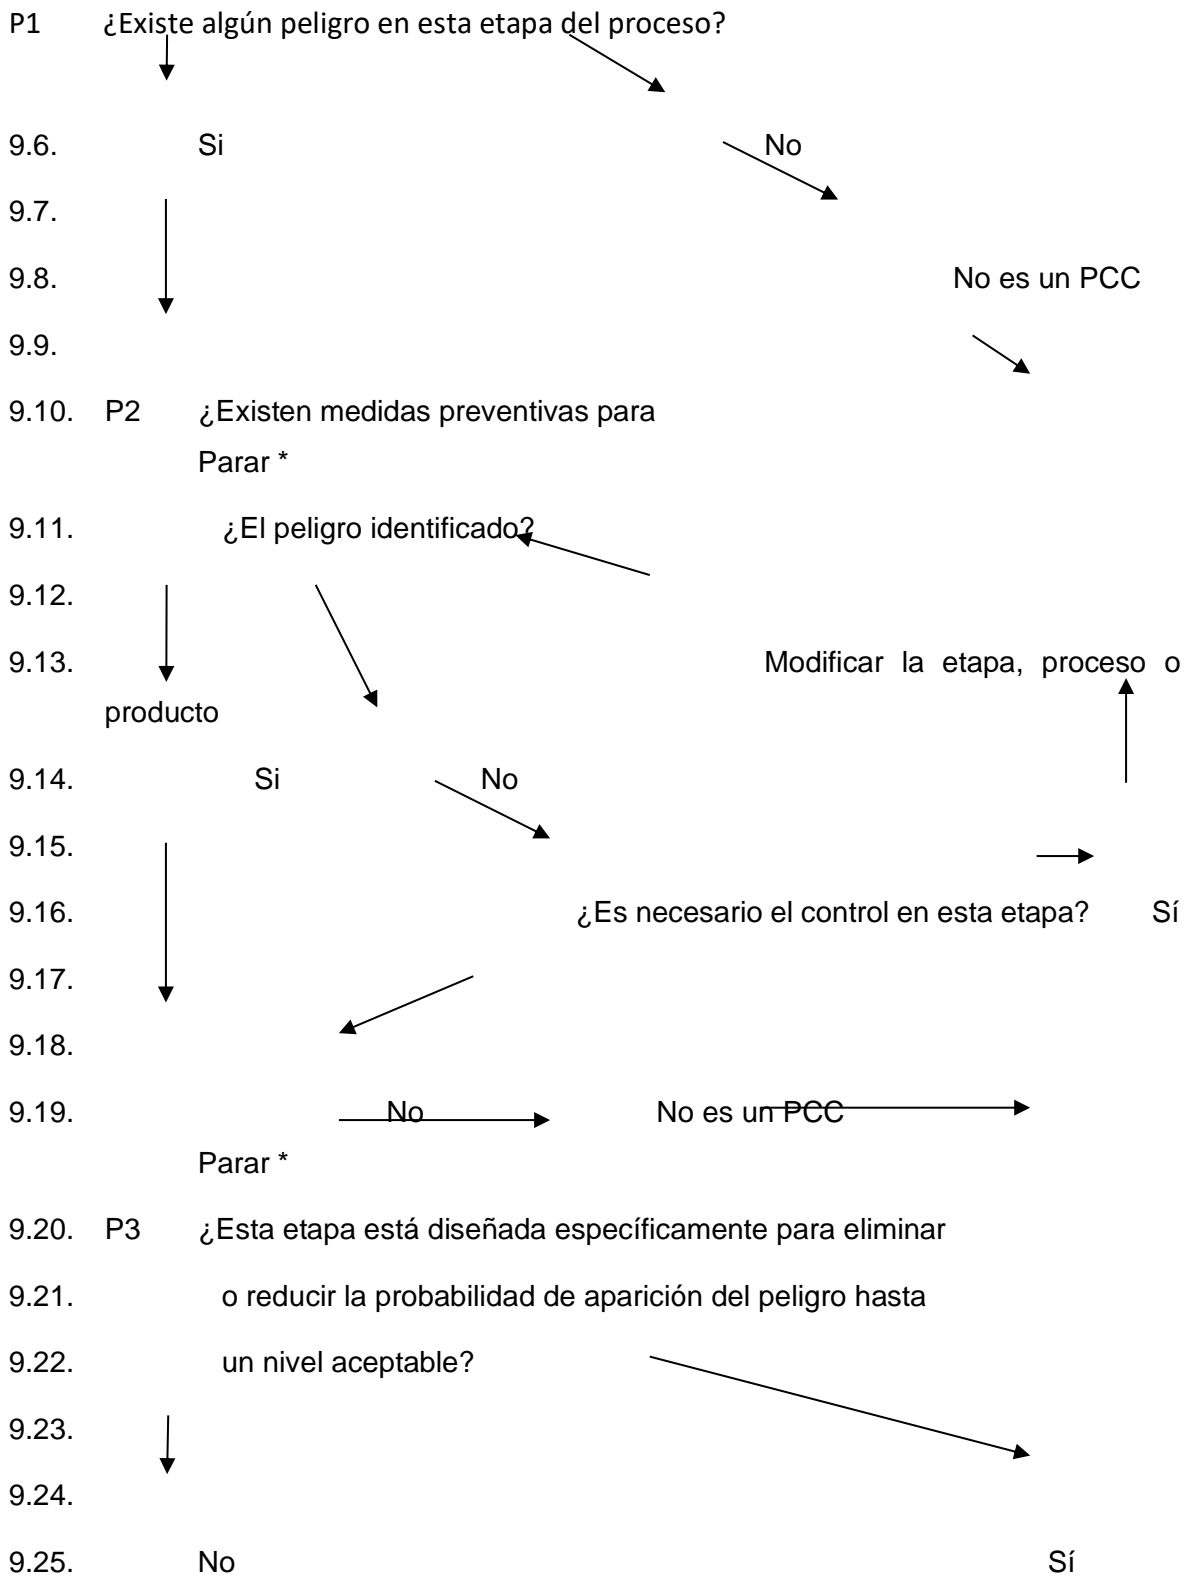 P1 ¿Existe algún peligro en esta etapa del proceso?
9.6. Si No
9.7.
9.8. No es un PCC
9.9.
9.10. P2 ¿Existen medidas preventivas para
Parar *
9.11. ¿El peligro identificado?
9.12.
9.13. Modificar la etapa, proceso o
producto
9.14. Si No
9.15.
9.16. ¿Es necesario el control en esta etapa? Sí
9.17.
9.18.
9.19. No No es un PCC
Parar *
9.20. P3 ¿Esta etapa está diseñada específicamente para eliminar
9.21. o reducir la probabilidad de aparición del peligro hasta
9.22. un nivel aceptable?
9.23.
9.24.
9.25. No Sí